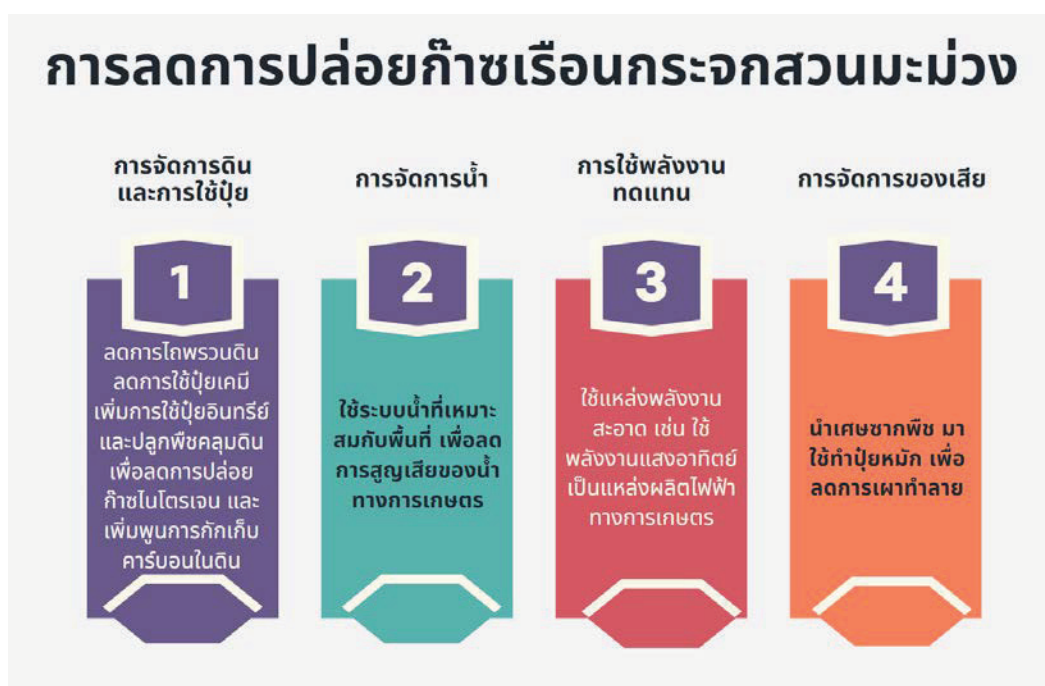 การลดการปล่อยก๊าซเรือนกระจกสวนมะม่วง
การจัดการดิน
และการใช้ปุ๋ย
1
ลดการไถพรวนดิน
ลดการใช้ปุ๋ยเคมี
เพิ่มการใช้ปุ๋ยอินทรีย์
และปลูกพืชคลุมดิน
เพื่อลดการปล่อย
ก๊าซไนโตรเจน และ
เพิ่มพูนการกักเก็บ
คาร์บอนในดิน
การจัดการน้ำ
2
ใช้ระบบน้ำที่เหมาะ
สมกับพื้นที่ เพื่อลด
การสูญเสียของน้ำ
ทางการเกษตร
การใช้พลังงาน
ทดแทน
3
ใช้แหล่งพลังงาน
สะอาด เช่น ใช้
พลังงานแสงอาทิตย์
เป็นแหล่งผลิตไฟฟ้า
ทางการเกษตร
การจัดการของเสีย
4
นำเศษซากพืช มา
ใช้ทำปุ๋ยหมัก เพื่อ
ลดการเผาทำลาย